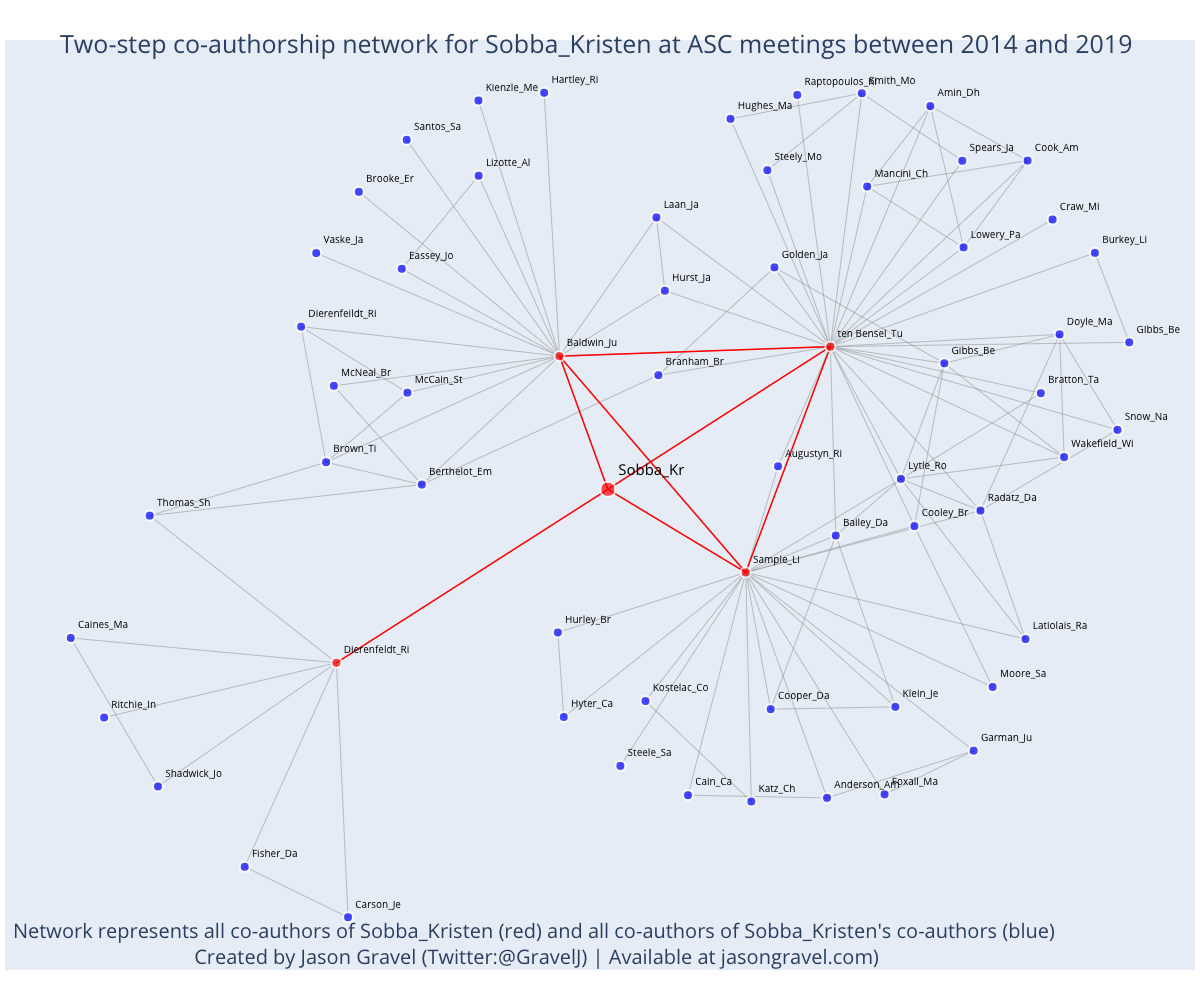 Two-step co-authorship network for Sobba_Kristen at ASC meetings between 2014 and 2019
Hartley_Ri
Kienzle_Me
Raptopoulos_Kr
Smith_Mo
Amin_Dh
Hughes_Ma
Santos_Sa
Spears_Ja
Cook_Am
Steely_Mo
Lizotte_Al
Mancini_Ch
Brooke_Er
Laan_Ja
Craw_Mi
Lowery_Pa
Vaske_Ja
Burkey_Li
Eassey_Jo
Golden_Ja
Hurst_Ja
Dierenfeildt_Ri
Doyle_Ma
Gibbs_Be
ten Bensel_Tu
Baldwin_Ju
Gibbs_Be
Branham_Br
McNeal_Br
McCain_St
Bratton_Ta
Snow_Na
Wakefield_Wi
Brown_Ti
Augustyn_Ri
Lytle_Ro
Sobba_Kr
Berthelot_Em
Radatz_Da
Thomas_Sh
Cooley_Br
Bailey_Da
Sample_Li
Hurley_Br
Caines_Ma
Latiolais_Ra
Dierenfeldt_Ri
Moore_Sa
Kostelac_Co
Cooper_Da
Klein_Je
Hyter_Ca
Ritchie_In
Garman_Ju
Steele_Sa
Shadwick_Jo
Cain_Ca
Katz_Ch
Anderson_Am
Foxall_Ma
Fisher_Da
Carson_Je
Network represents all co-authors of Sobba_Kristen (red) and all co-authors of Sobba_Kristen's co-authors (blue)
Created by Jason Gravel (Twitter:@GravelJ) | Available at jasongravel.com)